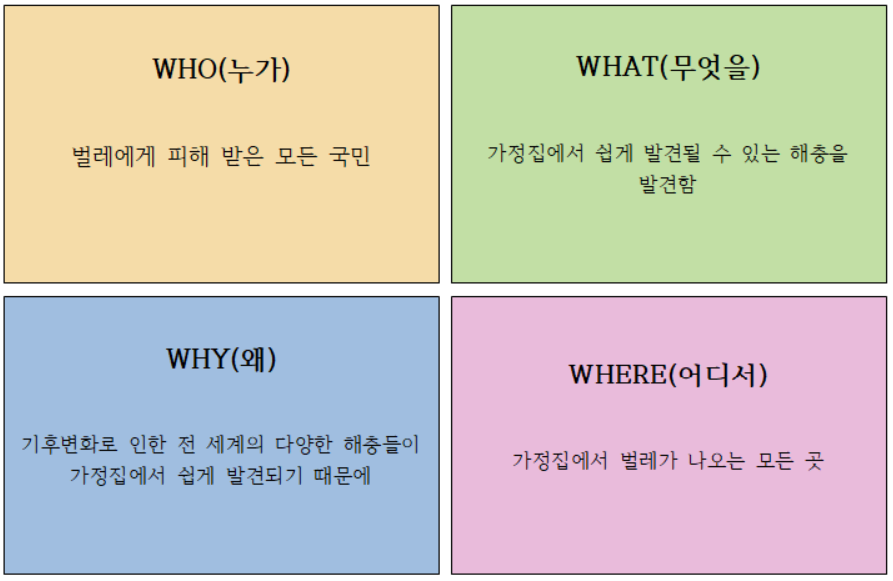 WHO(누가)
벌레에게 피해 받은 모든 국민
WHAT(무엇을)
가정집에서 쉽게 발견될 수 있는 해충을
발견함
WHY(왜)
기후변화로 인한 전 세계의 다양한 해충들이
가정집에서 쉽게 발견되기 때문에
WHERE(어디서)
가정집에서 벌레가 나오는 모든 곳